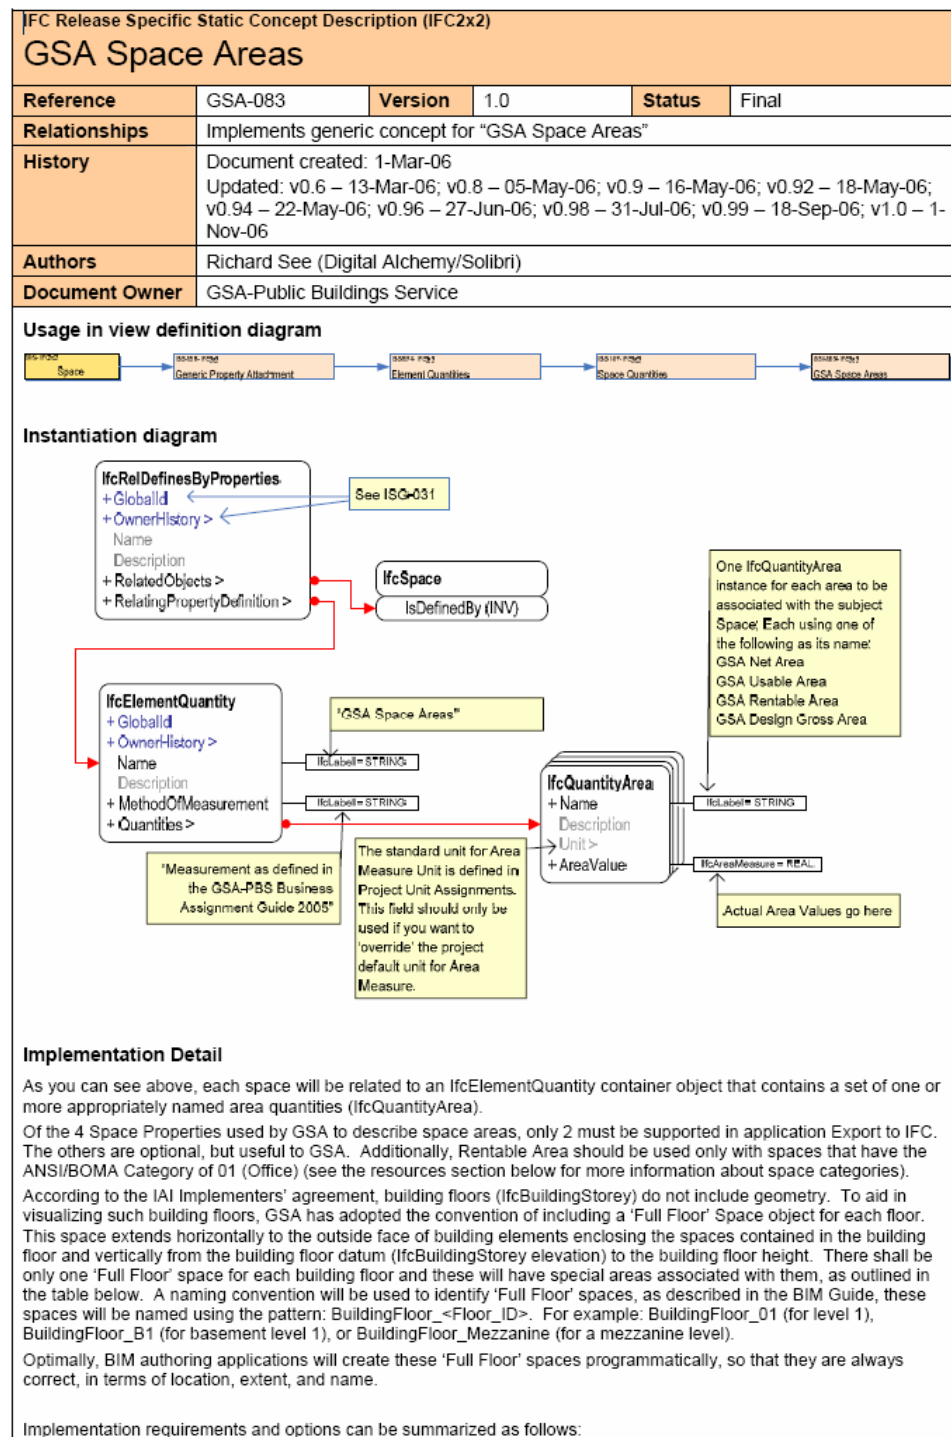 IFC Release Specific Static Concept Description (IFC2x2)
GSA Space Areas
Reference GSA-083 Version 1.0 Status Final
Relationships Implements generic concept for "GSA Space Areas"
History Document created: 1-Mar-06
Updated: v0.6 – 13-Mar-06; v0.8 – 05-May-06; v0.9 – 16-May-06; v0.92 – 18-May-06;
v0.94 – 22-May-06; v0.96 – 27-Jun-06; v0.98 – 31-Jul-06; v0.99 – 18-Sep-06; v1.0 – 1-
Nov-06
Authors Richard See (Digital Alchemy/Solibri)
Document Owner GSA-Public Buildings Service
Usage in view definition diagram
Space
Generic Property Attachment
Element Quantities
Space Quantities
GSA Space Areas
Instantiation diagram
IfcRelDefinesByProperties
+ GlobalId
+ OwnerHistory >
Name
Description
+ RelatedObjects >
+ RelatingPropertyDefinition >
See ISG-031
IfcSpace
IsDefinedBy (INV)
One IfcQuantityArea
instance for each area to be
associated with the subject
Space; Each using one of
the following as its name:
GSA Net Area
GSA Usable Area
GSA Rentable Area
GSA Design Gross Area
IfcElementQuantity
+ GlobalId
+ OwnerHistory >
Name
Description
+ MethodOfMeasurement
+ Quantities >
"GSA Space Areas"
IfcLabel = STRING
IfcLabel = STRING
"Measurement as defined in
the GSA-PBS Business
Assignment Guide 2005"
The standard unit for Area
Measure Unit is defined in
Project Unit Assignments.
This field should only be
used if you want to
'override' the project
default unit for Area
Measure.
IfcQuantityArea
+ Name
Description
Unit >
+ AreaValue
IfcLabel = STRING
IfcAreaMeasure = REAL
Actual Area Values go here
Implementation Detail
As you can see above, each space will be related to an IfcElementQuantity container object that contains a set of one or
more appropriately named area quantities (IfcQuantityArea).
Of the 4 Space Properties used by GSA to describe space areas, only 2 must be supported in application Export to IFC.
The others are optional, but useful to GSA. Additionally, Rentable Area should be used only with spaces that have the
ANSI/BOMA Category of 01 (Office) (see the resources section below for more information about space categories).
According to the IAI Implementers' agreement, building floors (IfcBuildingStorey) do not include geometry. To aid in
visualizing such building floors, GSA has adopted the convention of including a 'Full Floor' Space object for each floor.
This space extends horizontally to the outside face of building elements enclosing the spaces contained in the building
floor and vertically from the building floor datum (IfcBuildingStorey elevation) to the building floor height. There shall be
only one 'Full Floor' space for each building floor and these will have special areas associated with them, as outlined in
the table below. A naming convention will be used to identify 'Full Floor' spaces, as described in the BIM Guide, these
spaces will be named using the pattern: BuildingFloor_<Floor_ID>. For example: BuildingFloor_01 (for level 1),
BuildingFloor_B1 (for basement level 1), or BuildingFloor_Mezzanine (for a mezzanine level).
Optimally, BIM authoring applications will create these 'Full Floor' spaces programmatically, so that they are always
correct, in terms of location, extent, and name.
Implementation requirements and options can be summarized as follows: